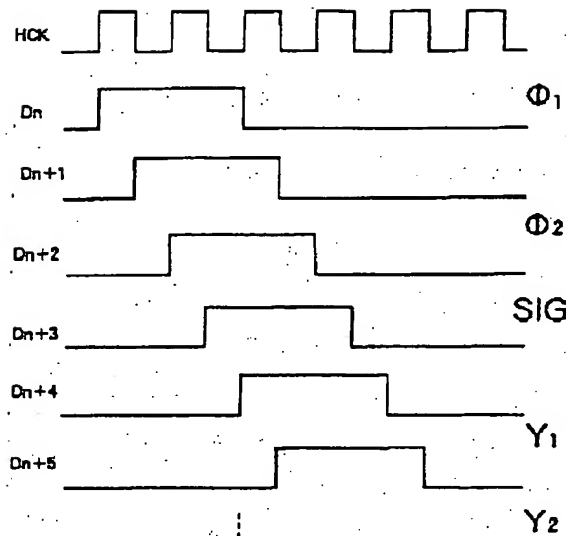 HCK
Dn
Φ1
Dn+1
Φ2
Dn+2
SIG
Dn+3
Dn+4
Y1
Dn+5
Y2